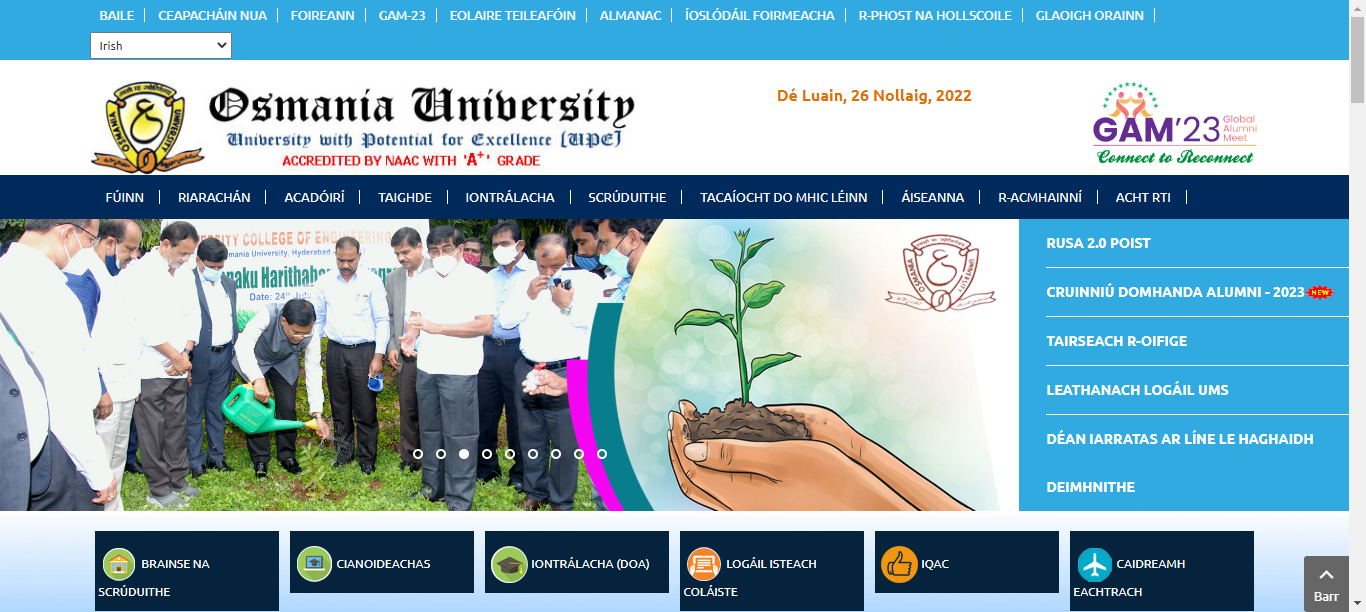 BAILE
CEAPACHÁIN NUA
FOIREANN
GAM-23
EOLAIRE TEILEAFÓIN
ALMANAC
ÍOSLÓDÁIL FOIRMEACHA
R-PHOST NA HOLLSCOILE
GLAOIGH ORAINN
Irish
Osmania University
University with Potential for Excellence [UPE]
ACCREDITED BY NAAC WITH 'A+' GRADE
Dé Luain, 26 Nollaig, 2022
GAM'23
Global
Alumni
Meet
Connect to Reconnect
FÚINN
RIARACHÁN
ACADÓIRÍ
TAIGHDE
IONTRÁLACHA
SCRÚDUITHE
TACAÍOCHT DO MHIC LÉINN
ÁISEANNA
R-ACMHAINNÍ
ACHT RTI
COLLEGE OF ENGINEERING
Osmania University, Hyderabad
Date: 24th
OSMANIA UNIVERSITY
RUSA 2.0 POIST
CRUINNIÚ DOMHANDA ALUMNI - 2023 NEW
TAIRSEACH R-OIFIGE
LEATHANACH LOGÁIL UMS
DÉAN IARRATAS AR LÍNE LE HAGHAIDH
DEIMHNITHE
BRAINSE NA
SCRÚDUITHE
CIANOIDEACHAS
IONTRÁLACHA (DOA)
LOGÁIL ISTEACH
COLÁISTE
IQAC
CAIDREAMH
EACHTRACH
Barr